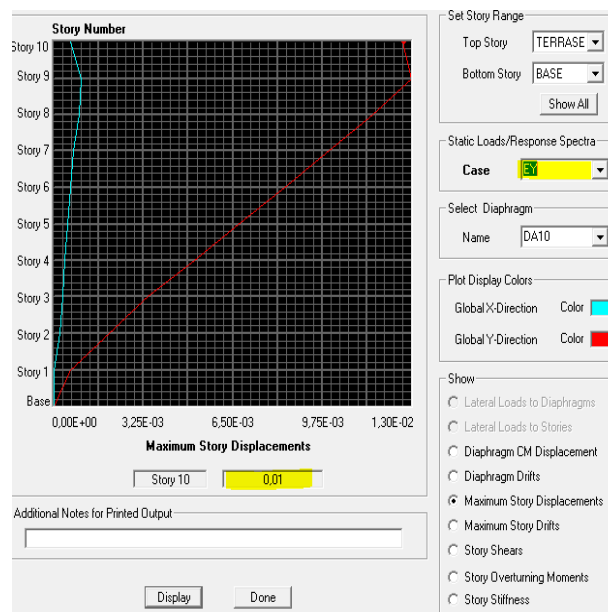 Story Number
Story 10
Story 9
Story 8
Story 7
Story 6
Story 5
Story 4
Story 3
Story 2
Story 1
Base
0,00E+00 3,25E-03 6,50E-03 9,75E-03 1,30E-02
Maximum Story Displacements
Story 10 0,01
Additional Notes for Printed Output
Display Done
Set Story Range
Top Story TERRASE
Bottom Story BASE
Show All
Static Loads/Response Spectra
Case EY
Select Diaphragm
Name DA10
Plot Display Colors
Global X-Direction Color
Global Y-Direction Color
Show
Lateral Loads to Diaphragms
Lateral Loads to Stories
Diaphragm CM Displacement
Diaphragm Drifts
Maximum Story Displacements
Maximum Story Drifts
Story Shears
Story Overturning Moments
Story Stiffness